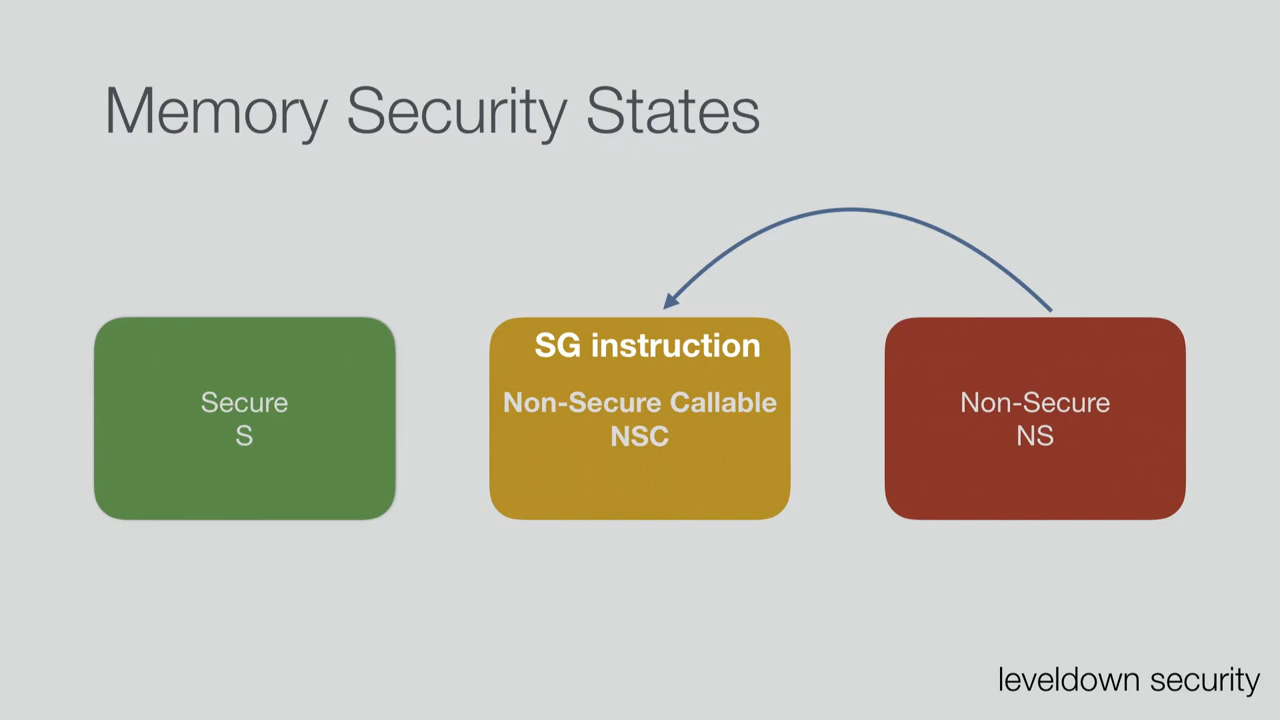 Memory Security States
Secure
S
SG instruction
Non-Secure Callable
NSC
Non-Secure
NS
leveldown security